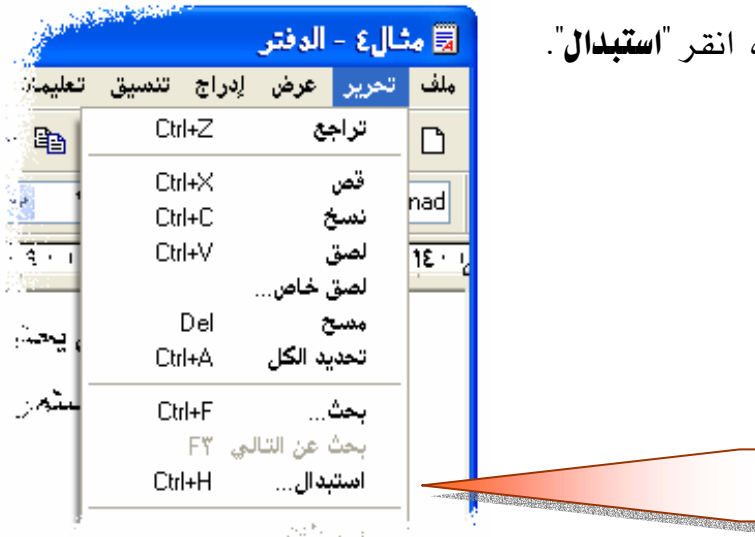 ، انقر "استبدال".
مثال٤ - الدفتر
ملف تحرير عرض إدراج تنسيق
تراجع Ctrl+Z
قص Ctrl+X
نسخ Ctrl+C
لصق Ctrl+V
لصق خاص...
مسح Del
تحديد الكل Ctrl+A
بحث... Ctrl+F
بحث عن التالي F٣
استبدال... Ctrl+H